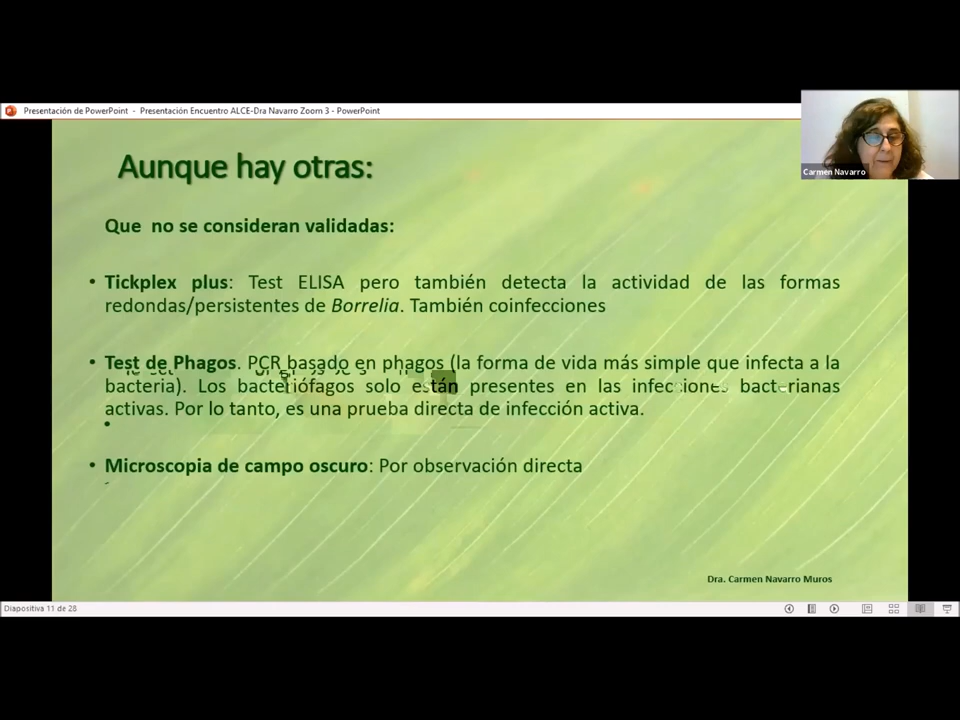 Presentación de PowerPoint - Presentación Encuentro ALCE-Dra Navarro Zoom 3 - PowerPoint
Carmen Navarro
Aunque hay otras:
Que no se consideran validadas:
• Tickplex plus: Test ELISA pero también detecta la actividad de las formas
redondas/persistentes de Borrelia. También coinfecciones
• Test de Phagos. PCR basado en phagos (la forma de vida más simple que infecta a la
bacteria). Los bacteriófagos solo están presentes en las infecciones bacterianas
activas. Por lo tanto, es una prueba directa de infección activa.
• Microscopia de campo oscuro: Por observación directa
Dra. Carmen Navarro Muros
Diapositiva 11 de 28